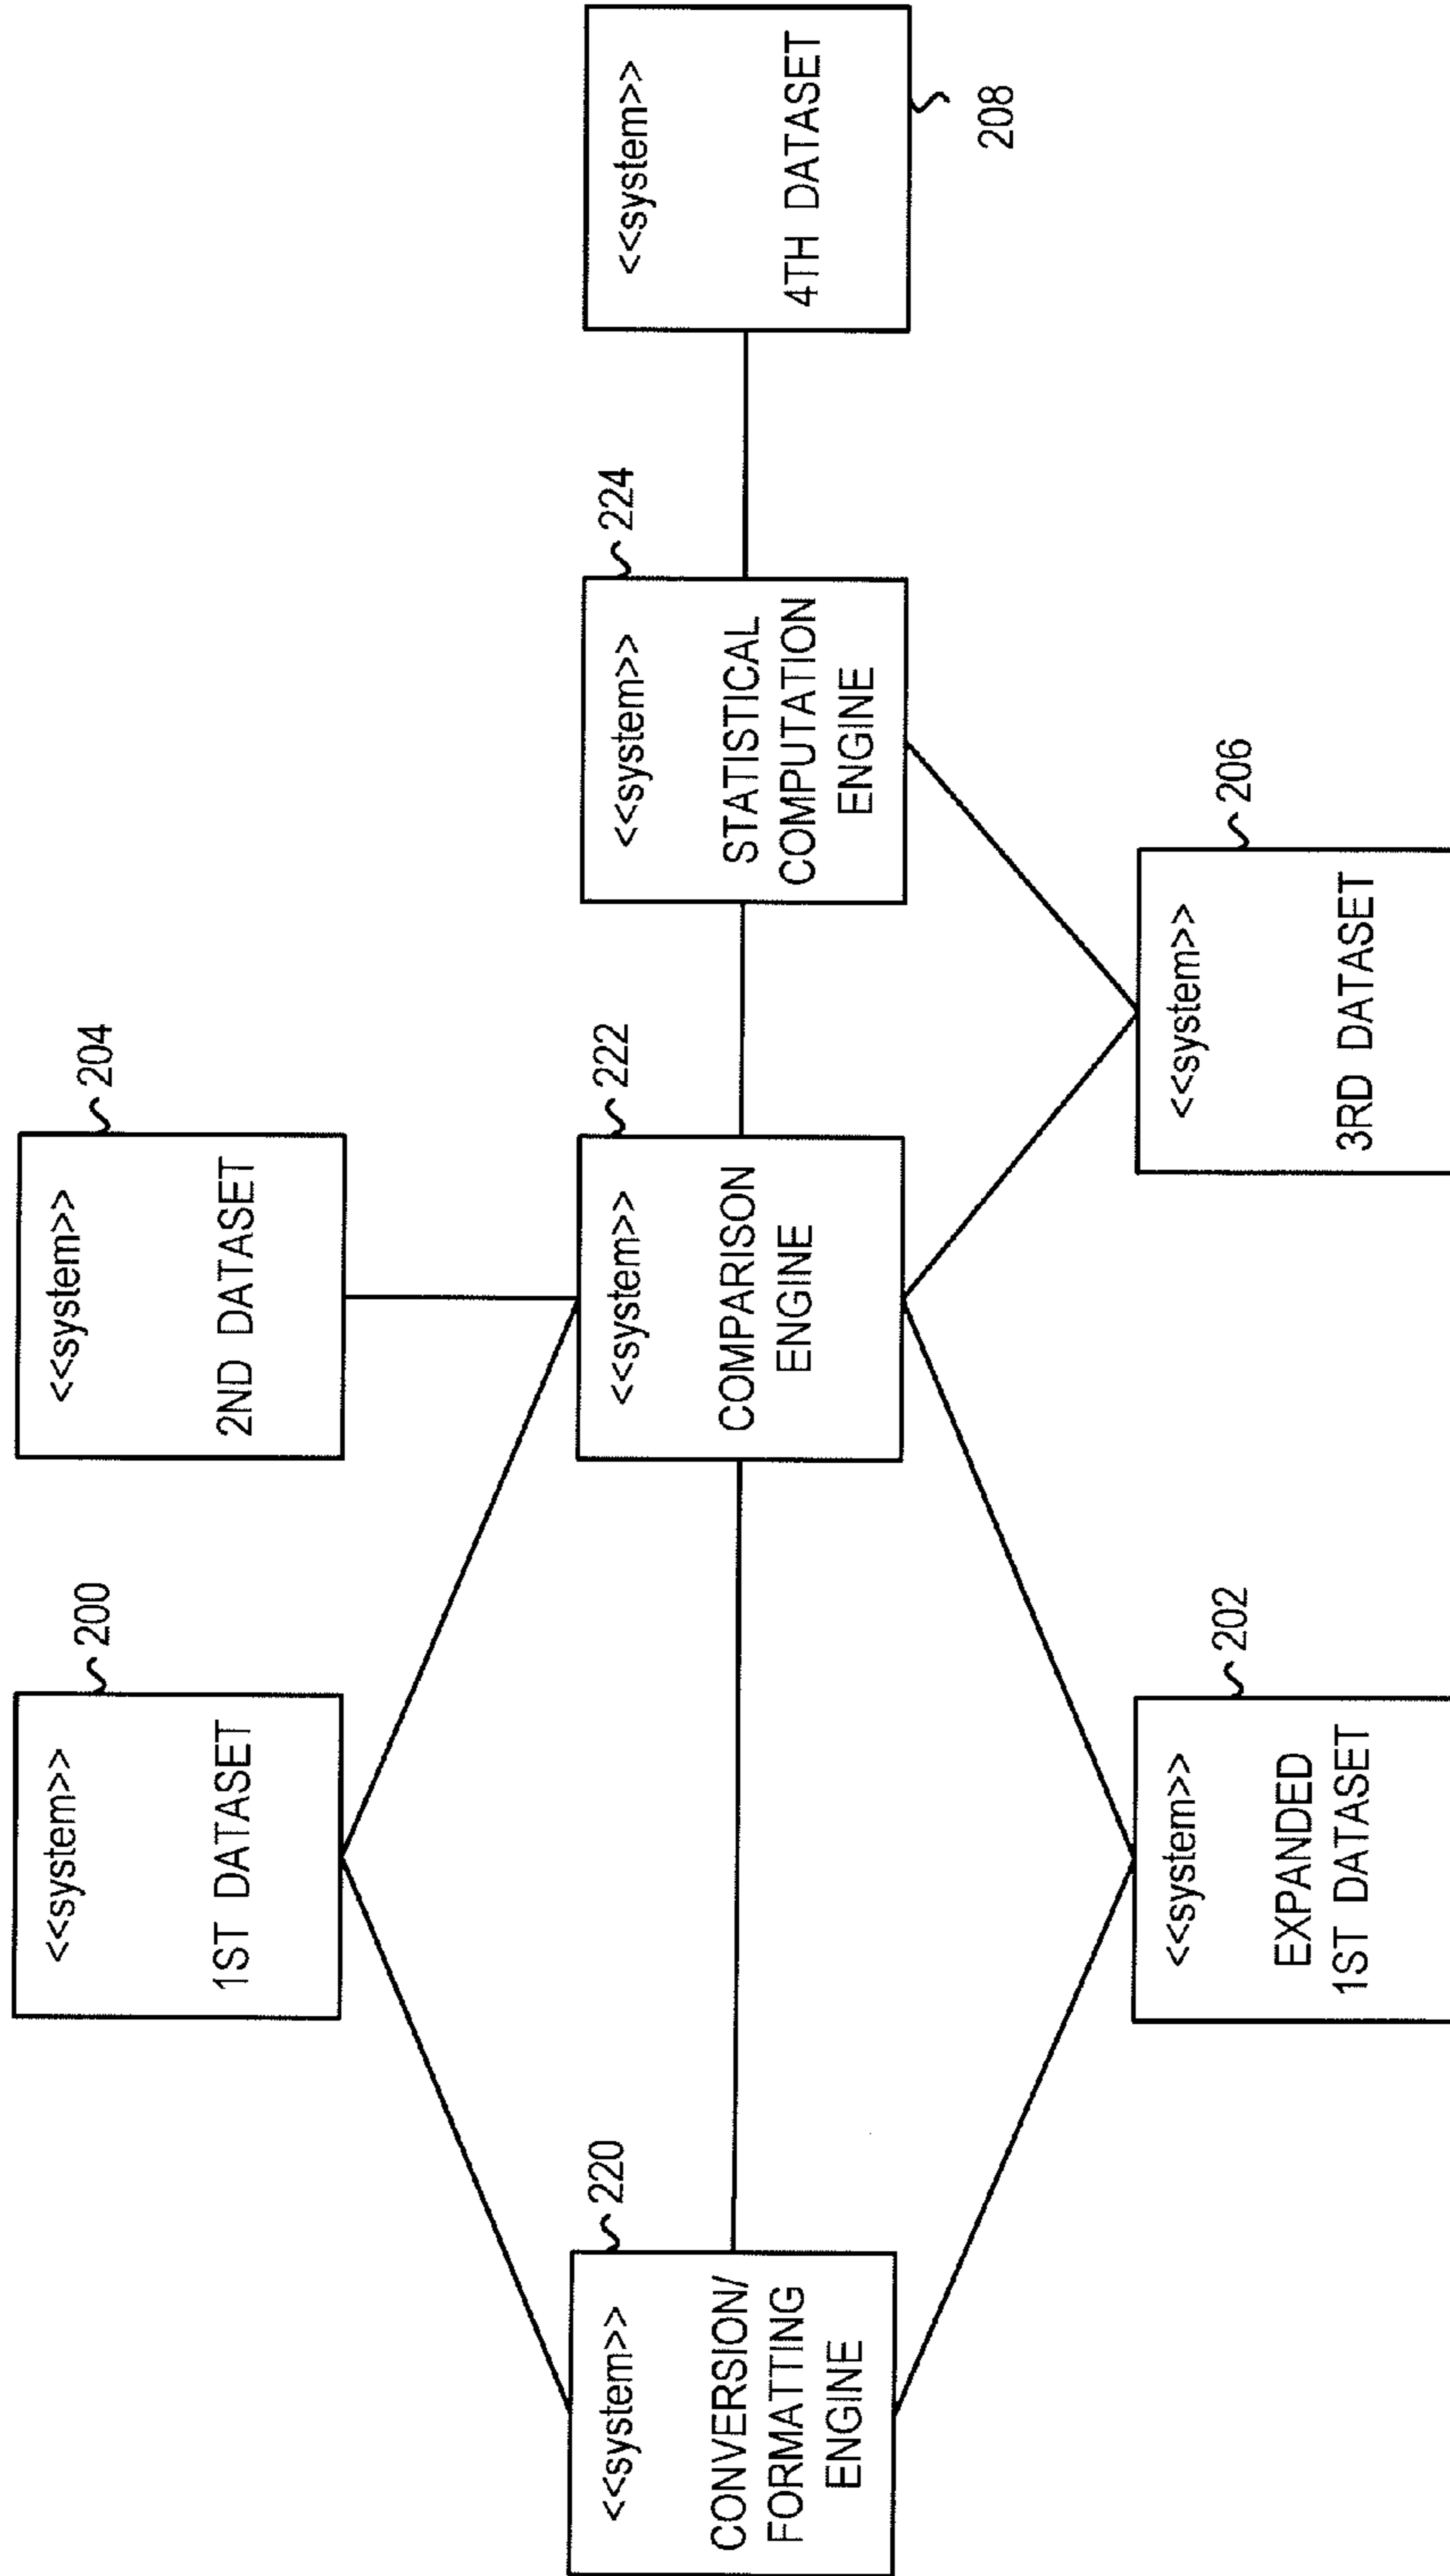 <<system>>
1ST DATASET
200
<<system>>
2ND DATASET
204
<<system>>
CONVERSION/
FORMATTING
ENGINE
220
<<system>>
COMPARISON
ENGINE
222
<<system>>
STATISTICAL
COMPUTATION
ENGINE
224
<<system>>
4TH DATASET
208
<<system>>
EXPANDED
1ST DATASET
202
<<system>>
3RD DATASET
206